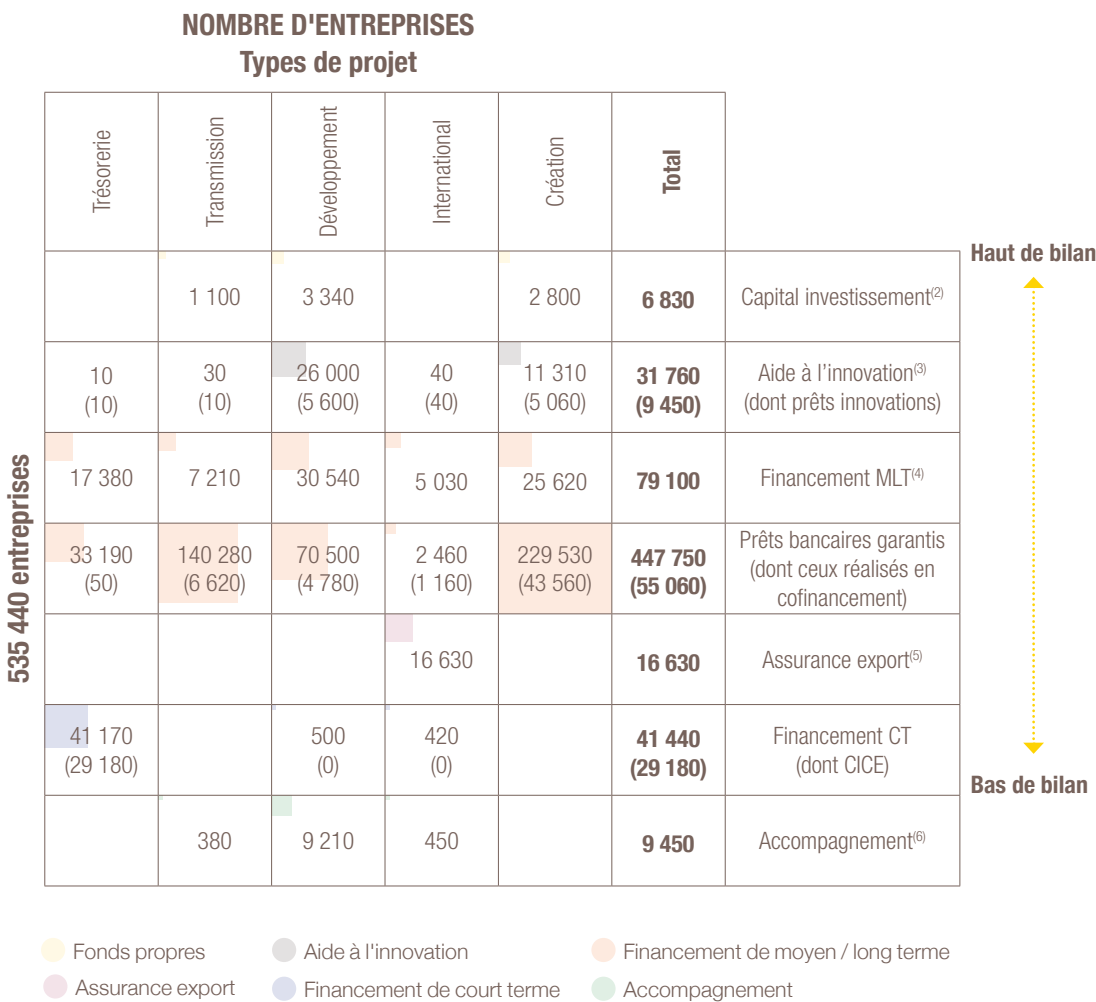 NOMBRE D'ENTREPRISES
Types de projet
Trésorerie
Transmission
Développement
International
Création
Total
Haut de bilan
1 100 3 340 2 800 6 830 Capital investissement(2)
10 30 26 000 40 11 310 31 760 Aide à l'innovation(3)
(10) (10) (5 600) (40) (5 060) (9 450) (dont prêts innovations)
17 380 7 210 30 540 5 030 25 620 79 100 Financement MLT(4)
33 190 140 280 70 500 2 460 229 530 447 750 Prêts bancaires garantis
(50) (6 620) (4 780) (1 160) (43 560) (55 060) (dont ceux réalisés en
cofinancement)
535 440 entreprises
16 630 16 630 Assurance export(5)
41 170 500 420 41 440 Financement CT
(29 180) (0) (0) (29 180) (dont CICE)
Bas de bilan
380 9 210 450 9 450 Accompagnement(6)
Fonds propres Aide à l'innovation Financement de moyen / long terme
Assurance export Financement de court terme Accompagnement